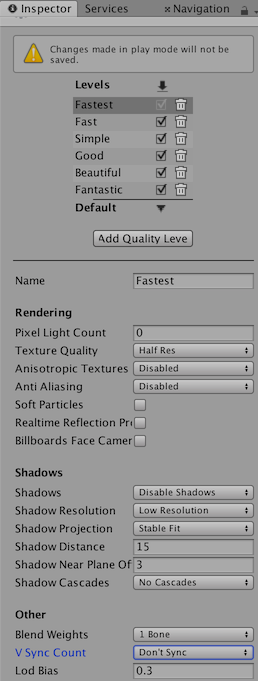 Inspector Services Navigation
Changes made in play mode will not be
saved.
Levels
Fastest
Fast
Simple
Good
Beautiful
Fantastic
Default
Add Quality Leve
Name Fastest
Rendering
Pixel Light Count 0
Texture Quality Half Res
Anisotropic Textures Disabled
Anti Aliasing Disabled
Soft Particles
Realtime Reflection Pr
Billboards Face Camer
Shadows
Shadows Disable Shadows
Shadow Resolution Low Resolution
Shadow Projection Stable Fit
Shadow Distance 15
Shadow Near Plane Of 3
Shadow Cascades No Cascades
Other
Blend Weights 1 Bone
V Sync Count Don't Sync
Lod Bias 0.3